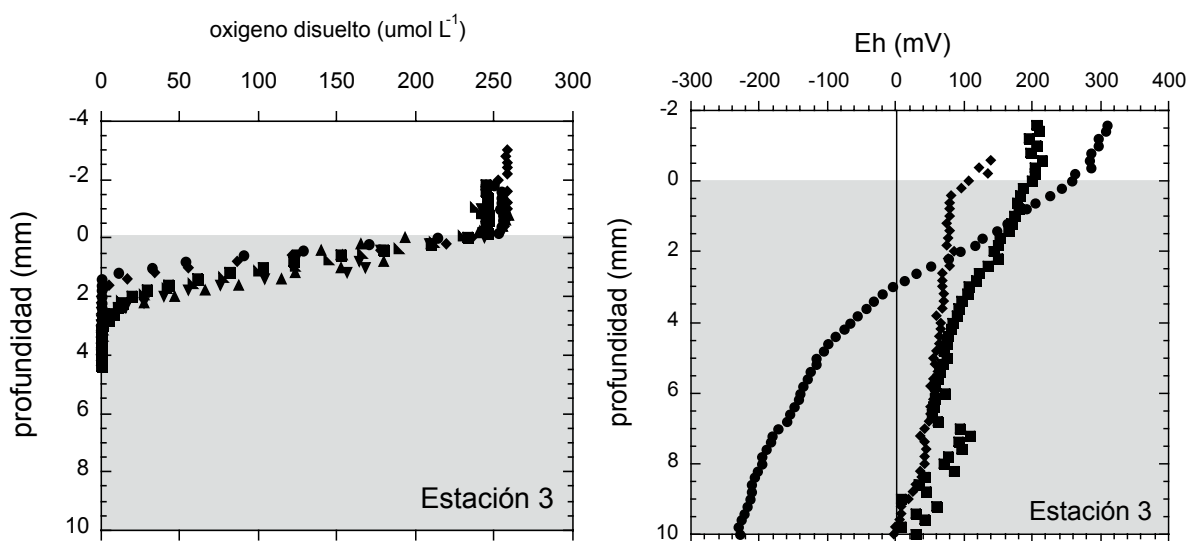 oxigeno disuelto (umol L-1)
0 50 100 150 200 250 300
-4
-2
0
2
4
6
8
10
profundidad (mm)
Estación 3
Eh (mV)
-300 -200 -100 0 100 200 300 400
-2
0
2
4
6
8
10
profundidad (mm)
Estación 3